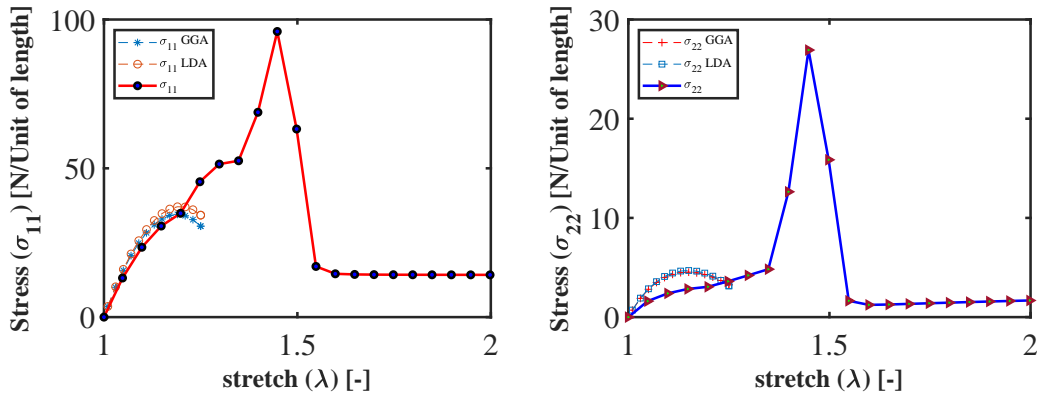 Stress (σ11) [N/Unit of length]
100
50
0
σ11 GGA
σ11 LDA
σ11
1
1.5
2
stretch (λ) [-]
Stress (σ22) [N/Unit of length]
30
20
10
0
σ22 GGA
σ22 LDA
σ22
1
1.5
2
stretch (λ) [-]